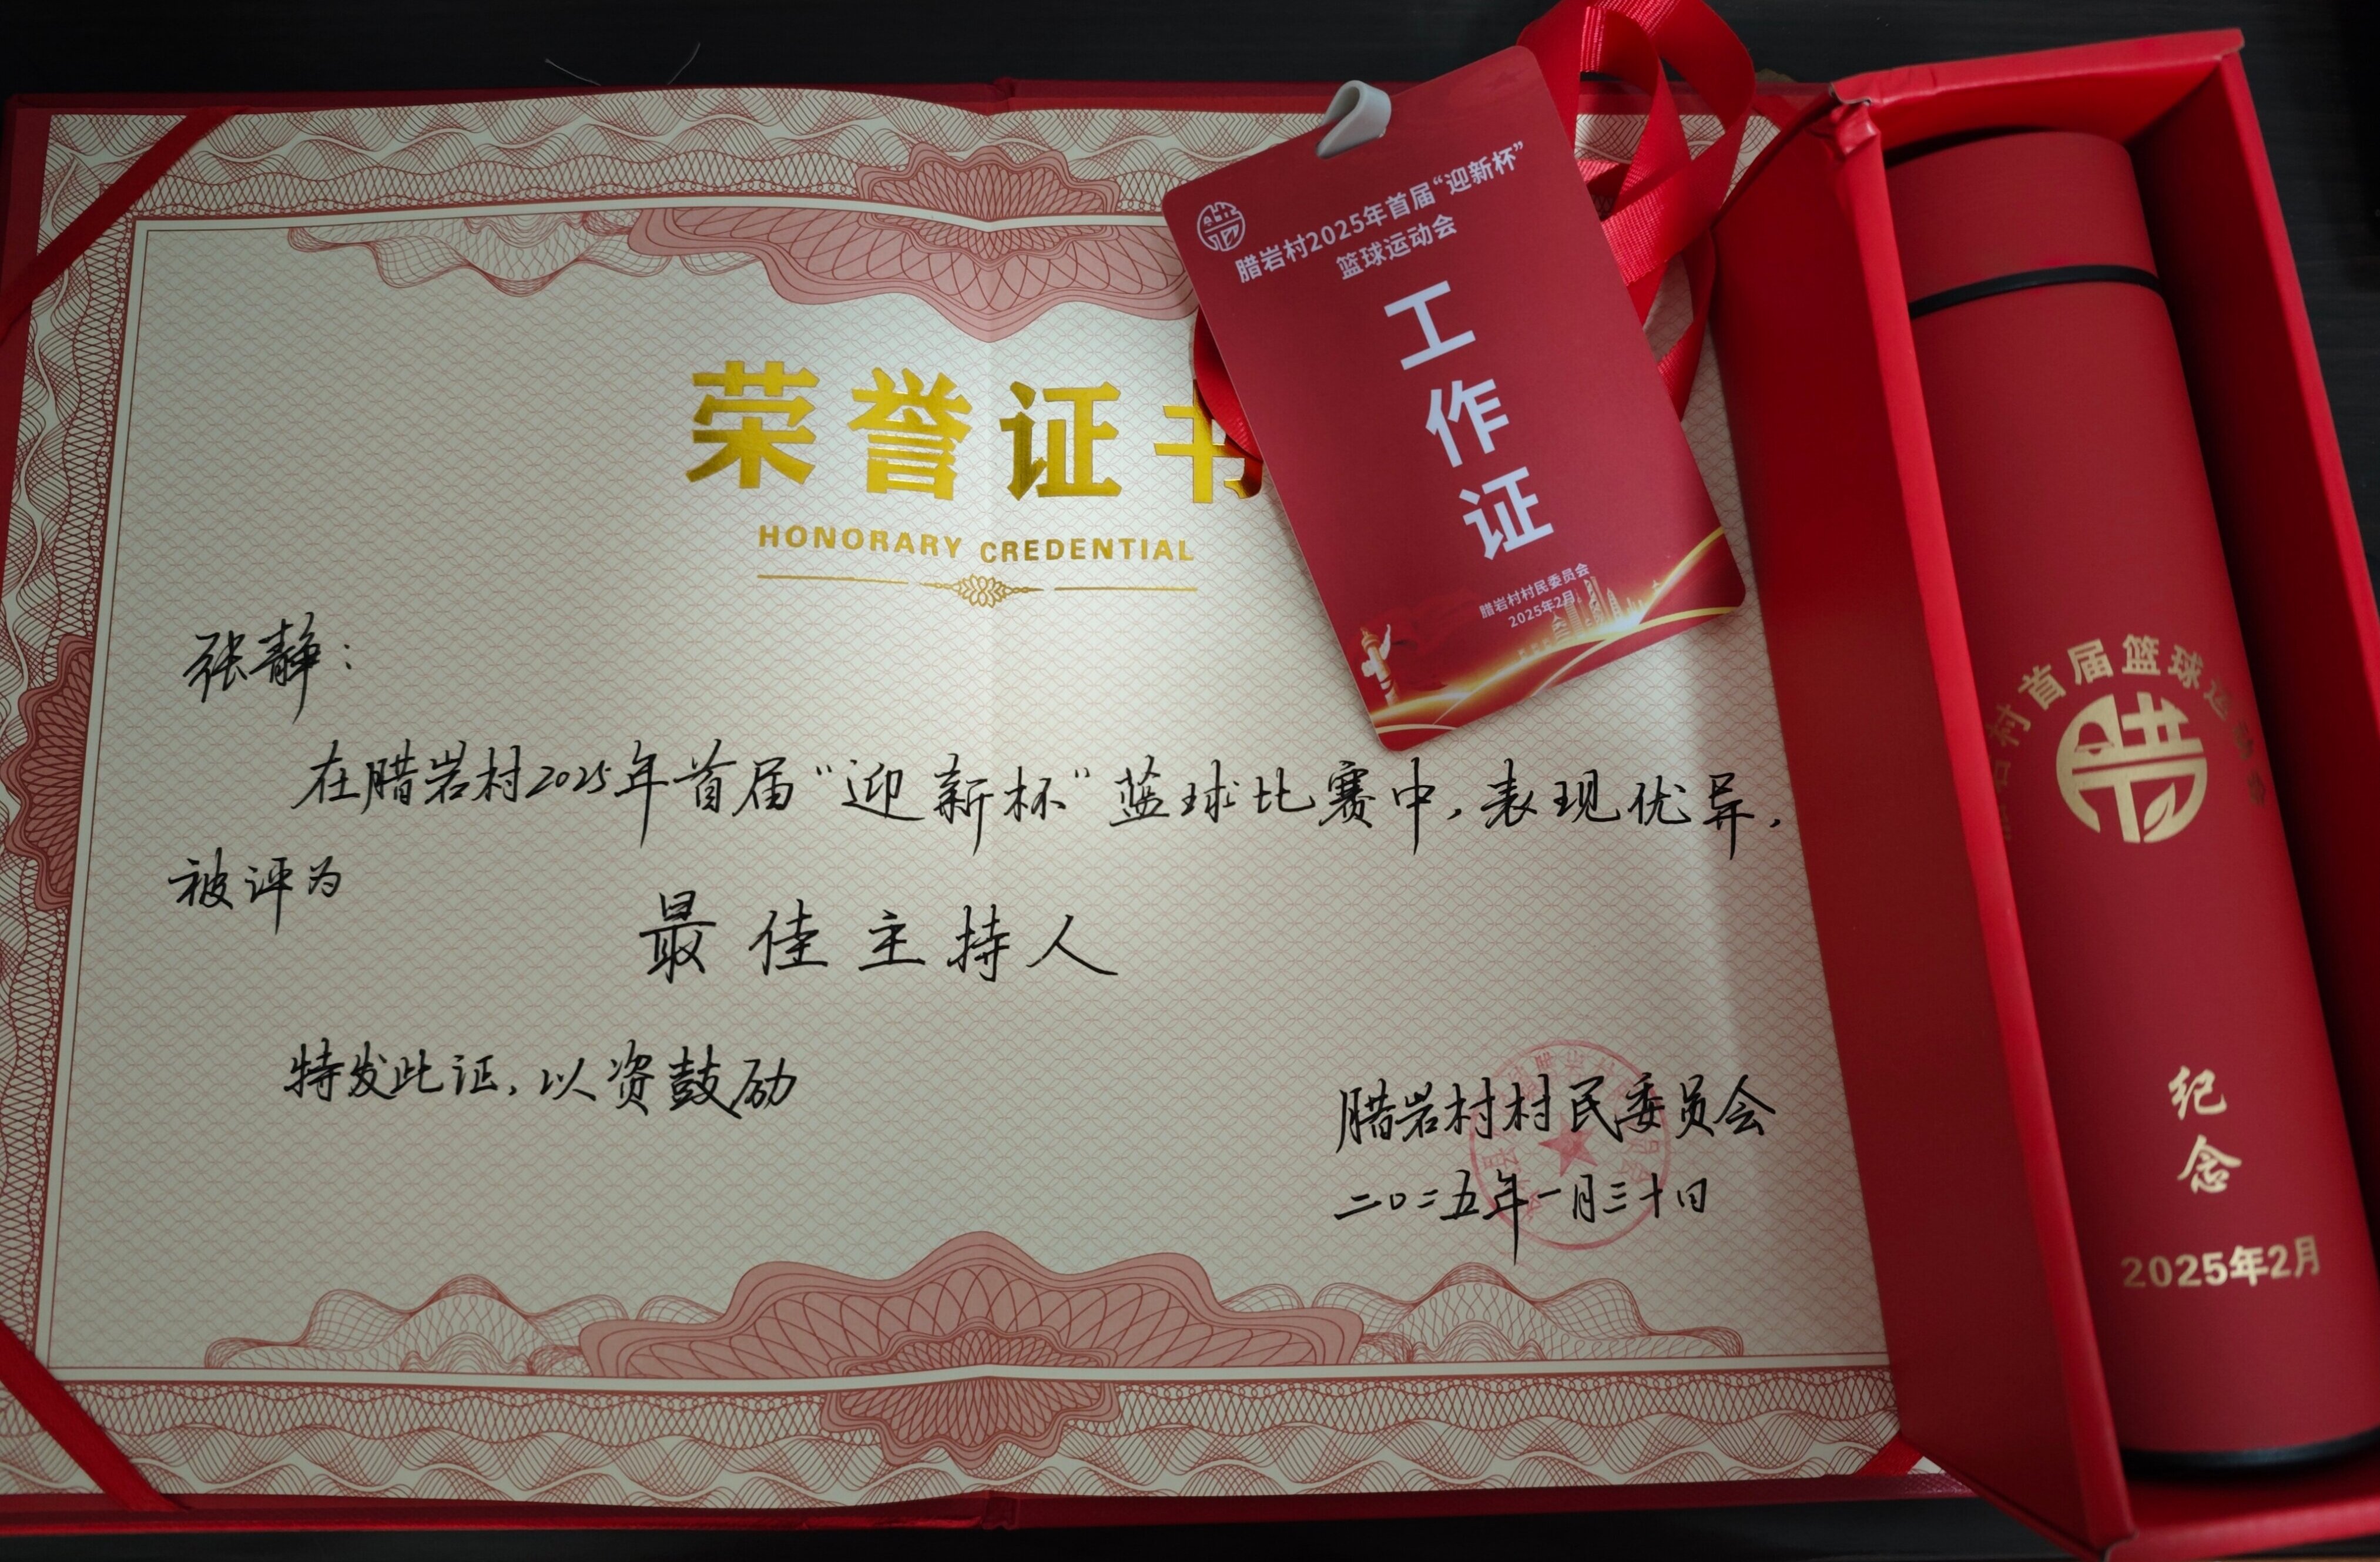 荣誉证书
HONORARY CREDENTIAL
张静：
在腊岩村2025年首届“迎新杯”蓝球比赛中，表现优异，
被评为
最佳主持人
特发此证，以资鼓励
腊岩村村民委员会
二〇二五年一月三十日
腊岩村2025年首届“迎新杯”
篮球运动会
工
作
证
腊岩村村民委员会
2025年2月
村首届篮球运动会
腊
纪
念
2025年2月